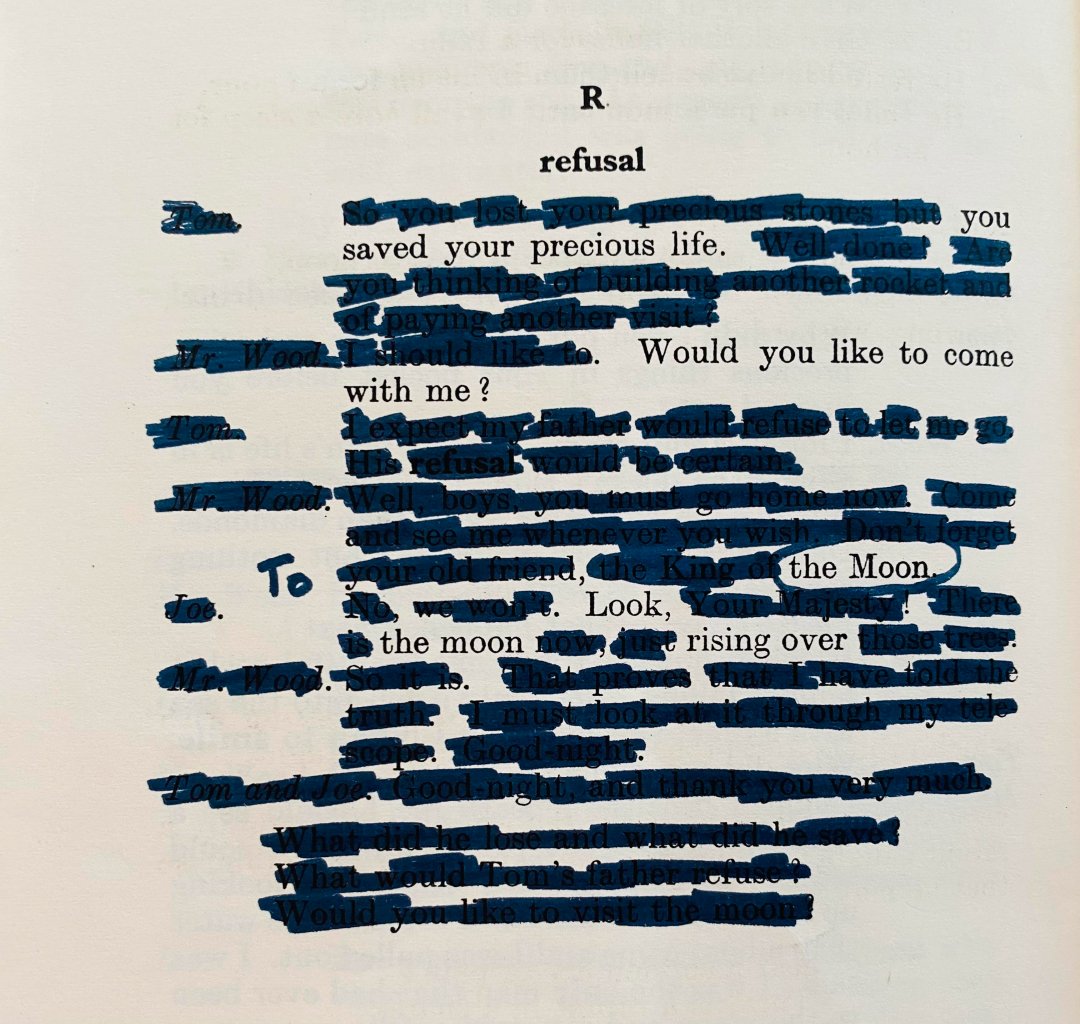 R
refusal
Tom. So you lost your precious stones but you
saved your precious life. Well done! Are
you thinking of building another rocket and
of paying another visit?
Mr. Wood. I should like to. Would you like to come
with me?
Tom. I expect my father would refuse to let me go.
His refusal would be certain.
Mr. Wood. Well, boys, you must go home now. Come
and see me whenever you wish. Don't forget
To your old friend, the King of the Moon.
Joe. No, we won't. Look, Your Majesty! There
is the moon now, just rising over those trees.
Mr. Wood. So it is. That proves that I have told the
truth. I must look at it through my tele-
scope. Good-night.
Tom and Joe. Good-night, and thank you very much.
What did he lose and what did he save?
What would Tom's father refuse?
Would you like to visit the moon?